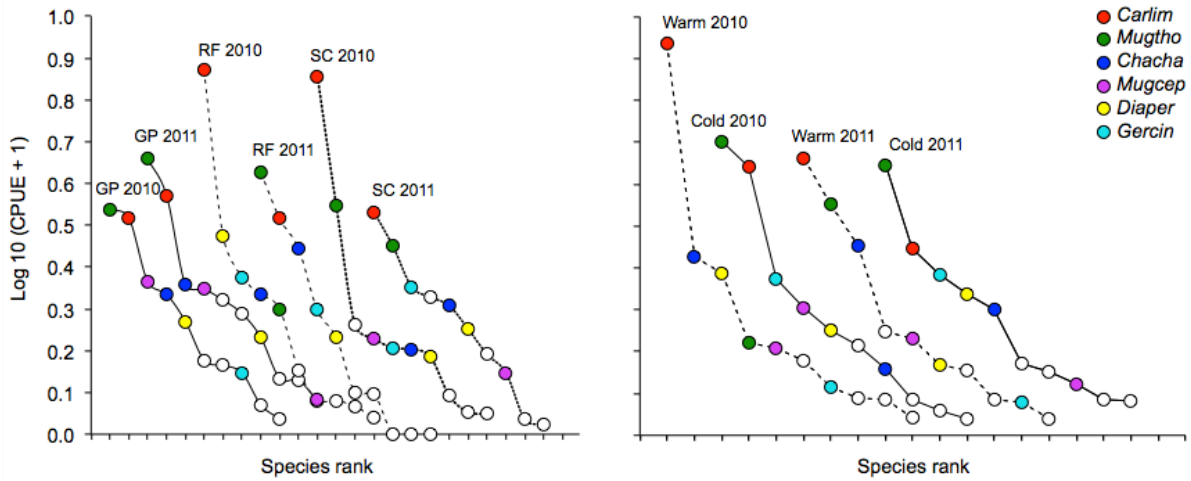 Log 10 (CPUE + 1)
1.0
0.9
0.8
0.7
0.6
0.5
0.4
0.3
0.2
0.1
0.0
GP 2010
GP 2011
RF 2010
RF 2011
SC 2010
SC 2011
Species rank
Warm 2010
Cold 2010
Warm 2011
Cold 2011
Species rank
Carlim
Mugtho
Chacha
Mugcep
Diaper
Gercin